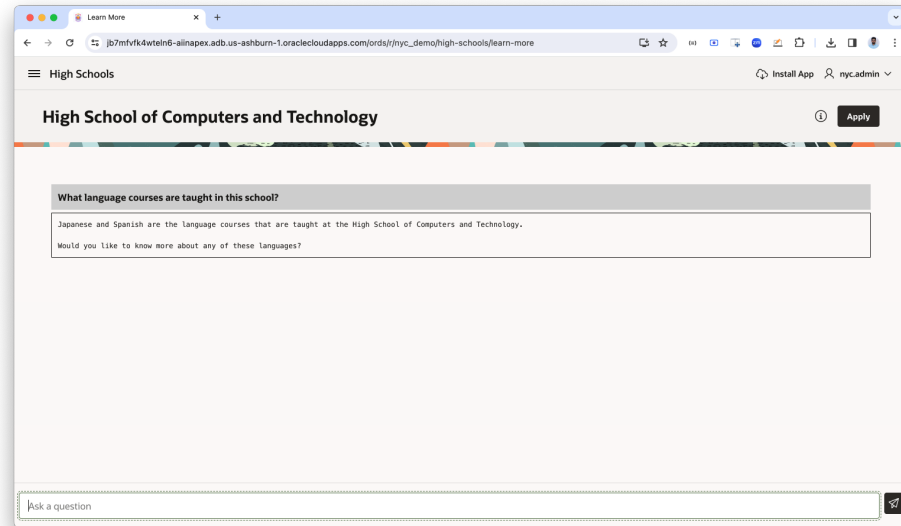 Learn More
jb7mfvfk4wteln6-aiinapex.adb.us-ashburn-1.oraclecloudapps.com/ords/r/nyc_demo/high-schools/learn-more
High Schools
Install App
nyc.admin
High School of Computers and Technology
Apply
What language courses are taught in this school?
Japanese and Spanish are the language courses that are taught at the High School of Computers and Technology.
Would you like to know more about any of these languages?
Ask a question